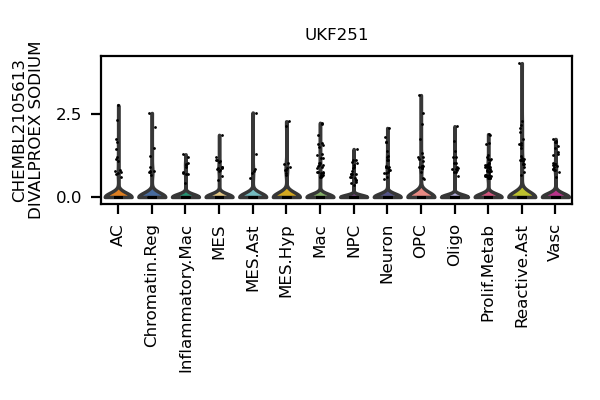 UKF251
CHEMBL2105613
DIVALPROEX SODIUM
2.5
0.0
AC
Chromatin.Reg
Inflammatory.Mac
MES
MES.Ast
MES.Hyp
Mac
NPC
Neuron
OPC
Oligo
Prolif.Metab
Reactive.Ast
Vasc